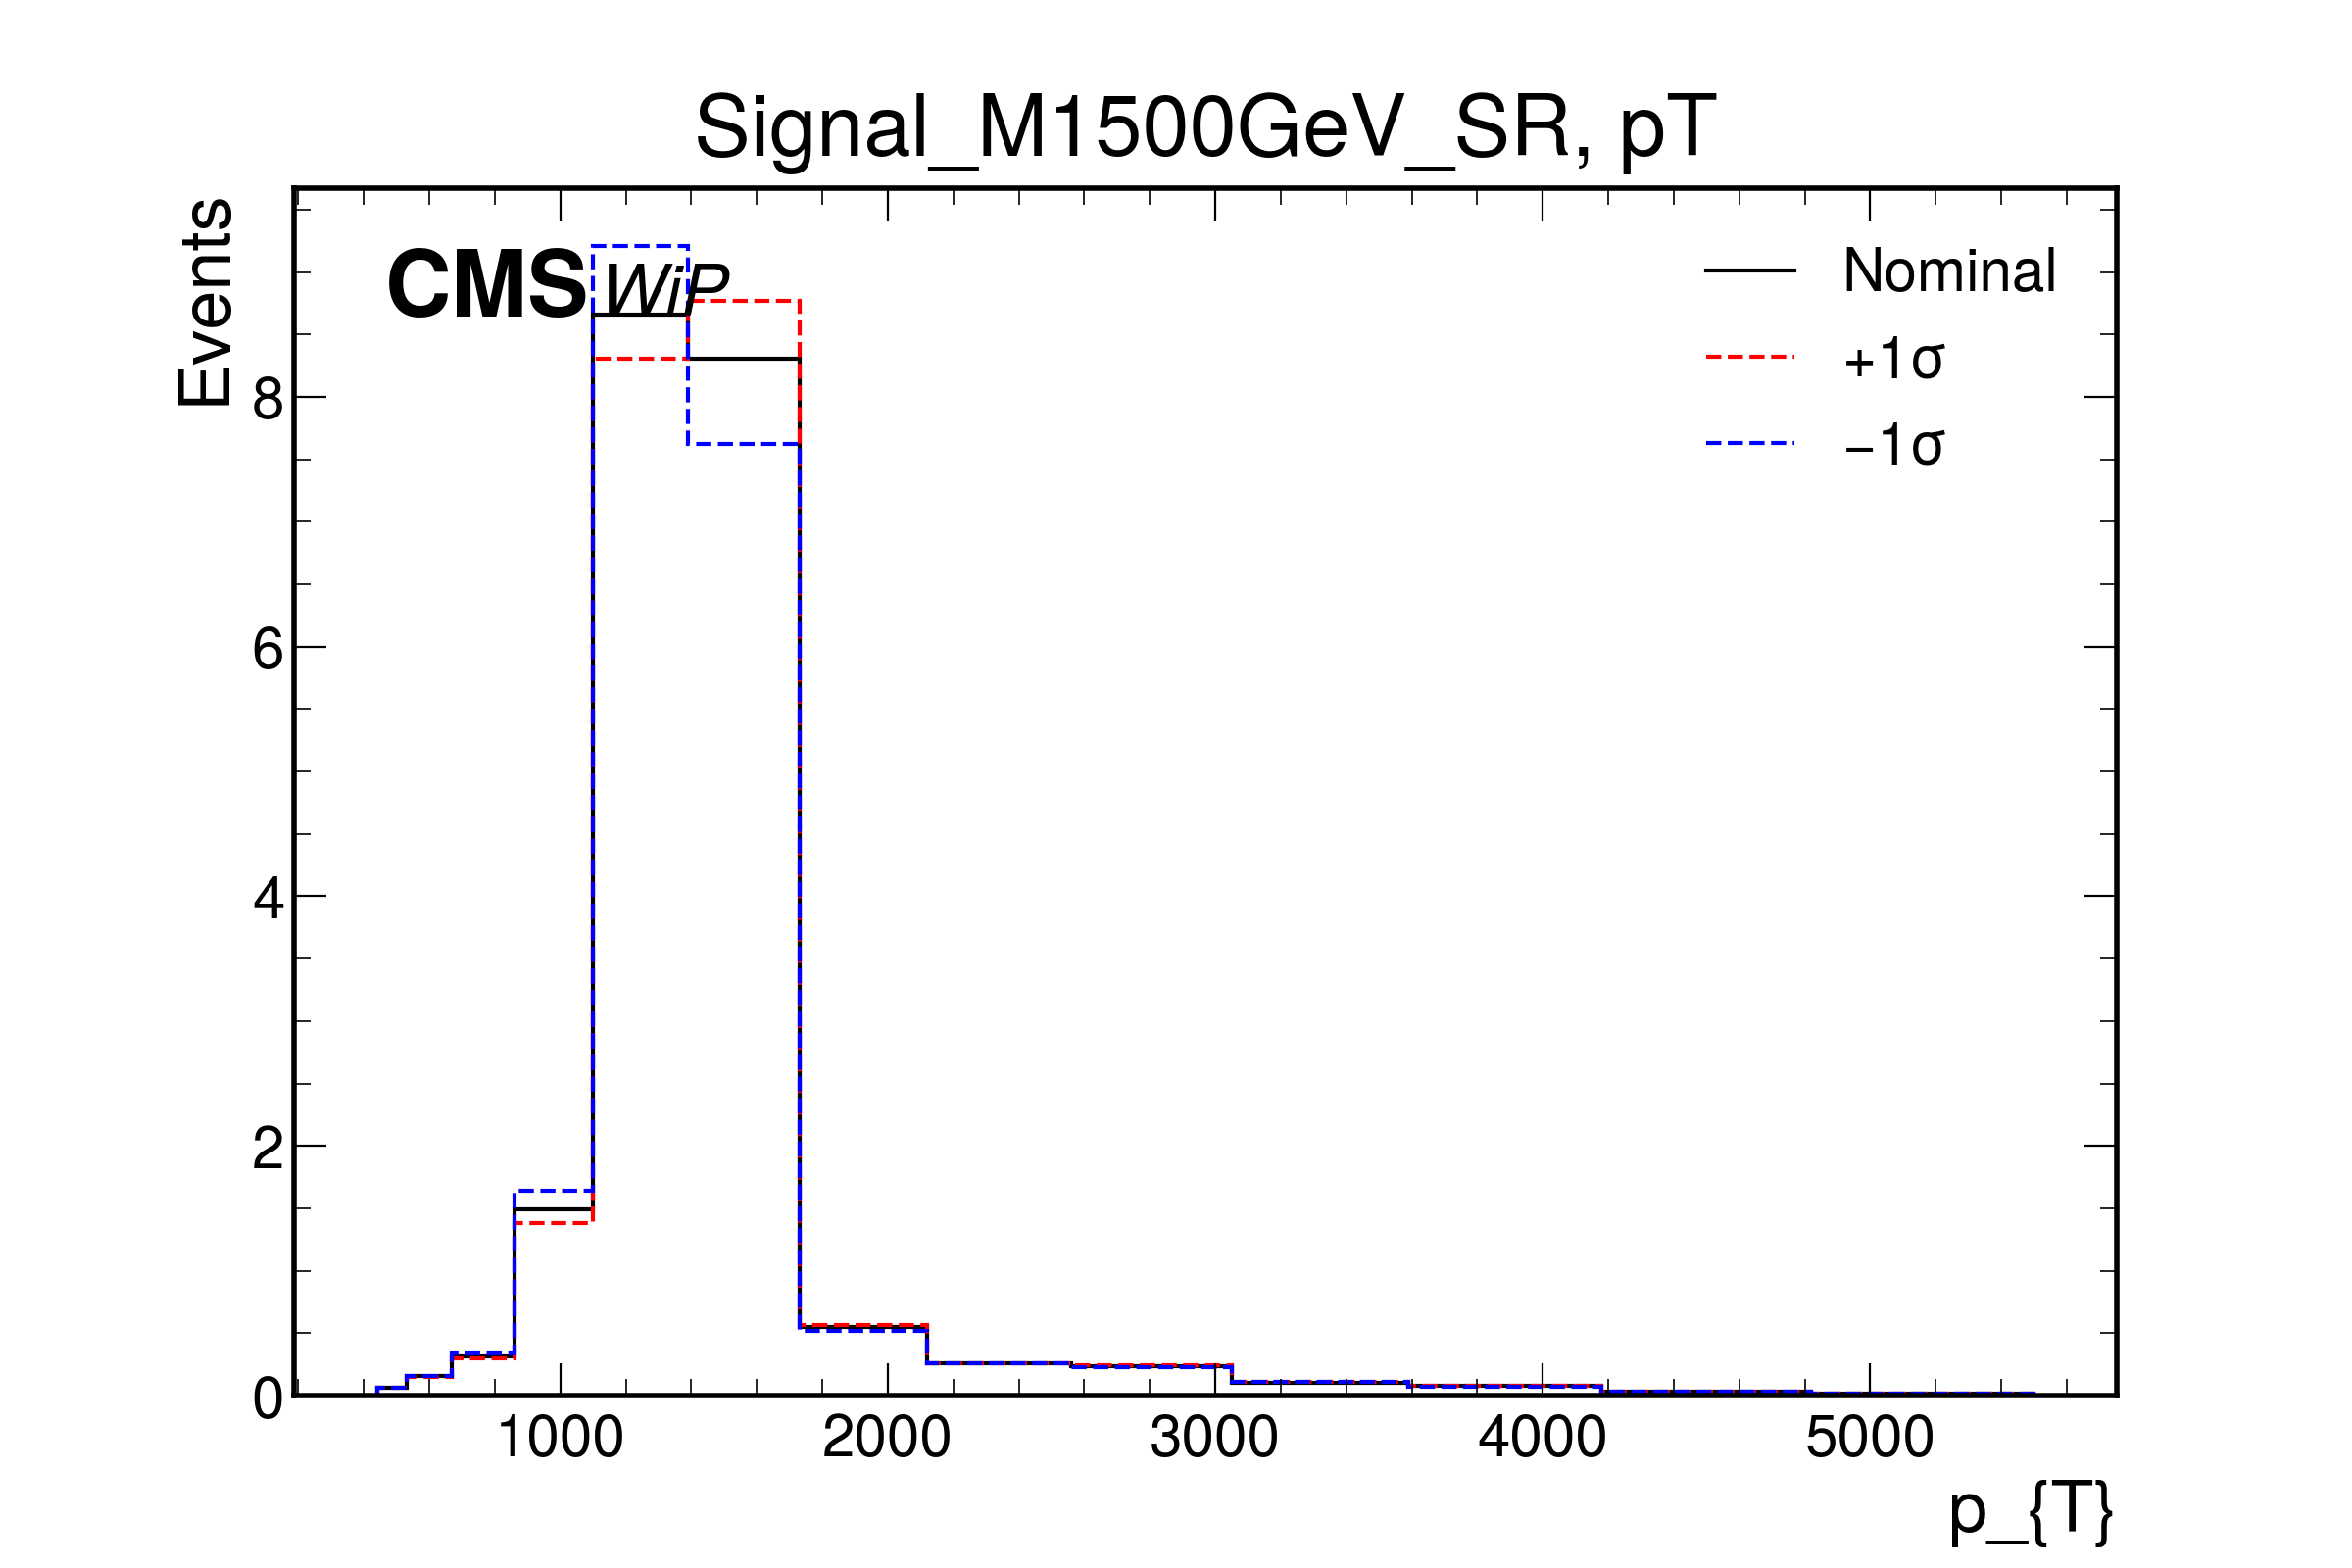 Signal_M1500GeV_SR, pT
Events
CMS WiP
Nominal
+1σ
−1σ
8
6
4
2
0
1000 2000 3000 4000 5000
p_{T}